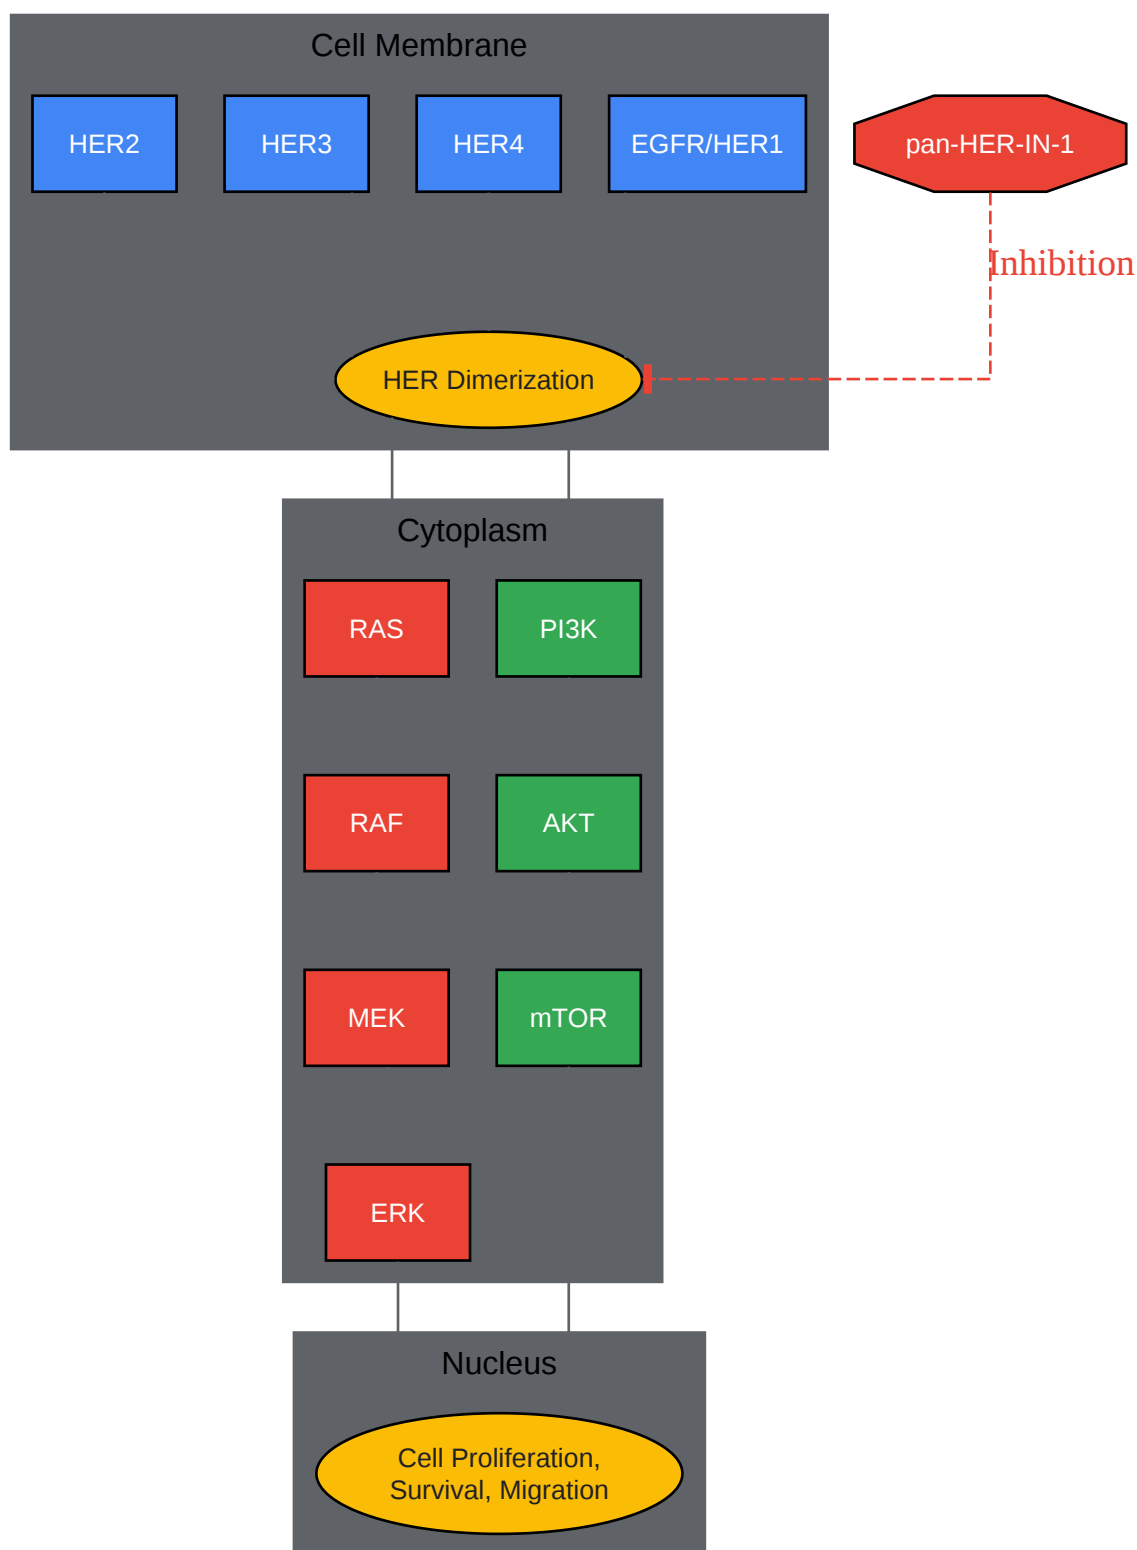 Cell Membrane
HER2
HER3
HER4
EGFR/HER1
pan-HER-IN-1
Inhibition
HER Dimerization
Cytoplasm
RAS
PI3K
RAF
AKT
MEK
mTOR
ERK
Nucleus
Cell Proliferation,
Survival, Migration